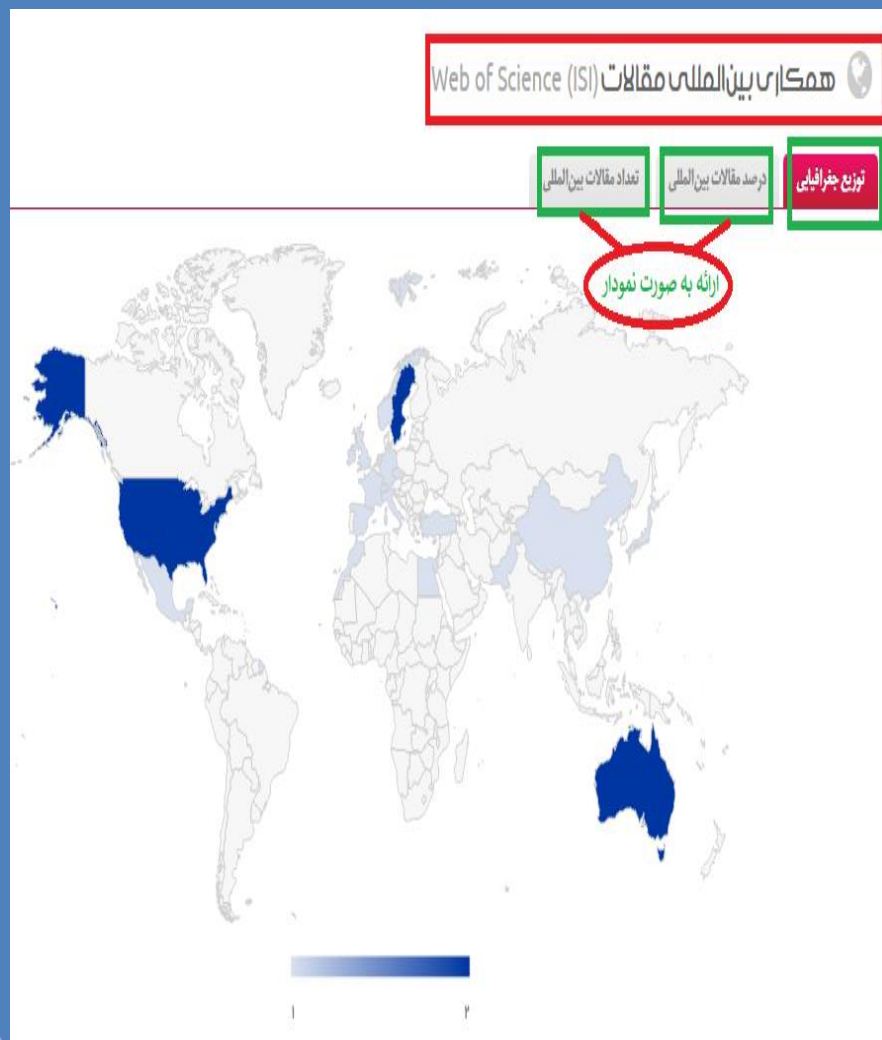 همکاری بین‌المللی مقالات Web of Science (ISI)
توزیع جغرافیایی
درصد مقالات بین‌المللی
تعداد مقالات بین‌المللی
ارائه به صورت نمودار
۱
۲